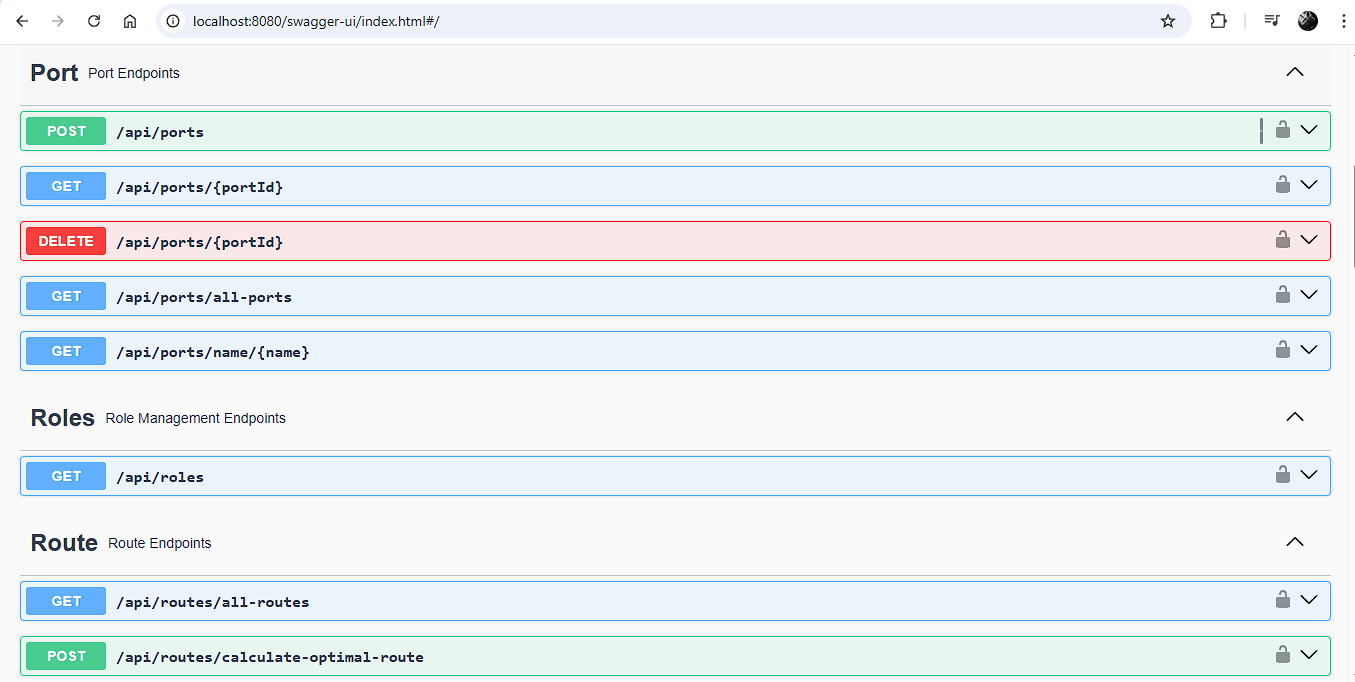 localhost:8080/swagger-ui/index.html#/
Port Port Endpoints
POST /api/ports
GET /api/ports/{portId}
DELETE /api/ports/{portId}
GET /api/ports/all-ports
GET /api/ports/name/{name}
Roles Role Management Endpoints
GET /api/roles
Route Route Endpoints
GET /api/routes/all-routes
POST /api/routes/calculate-optimal-route